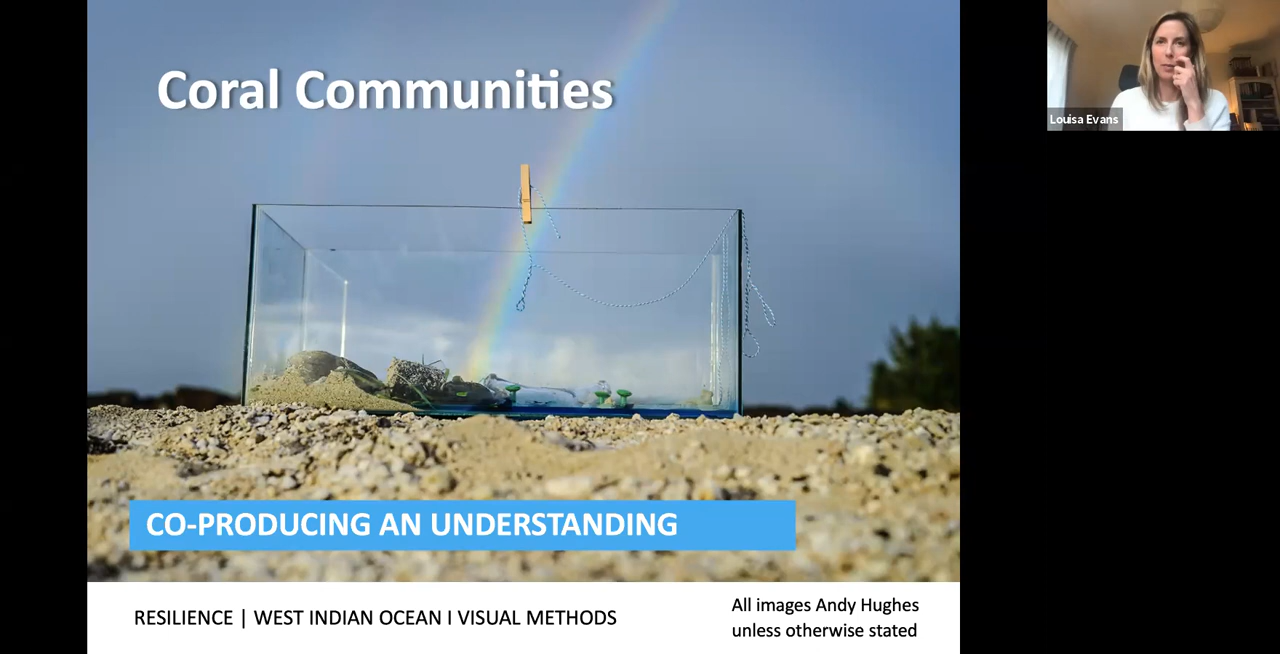 Coral Communities
Louisa Evans
CO-PRODUCING AN UNDERSTANDING
RESILIENCE | WEST INDIAN OCEAN I VISUAL METHODS
All images Andy Hughes
unless otherwise stated